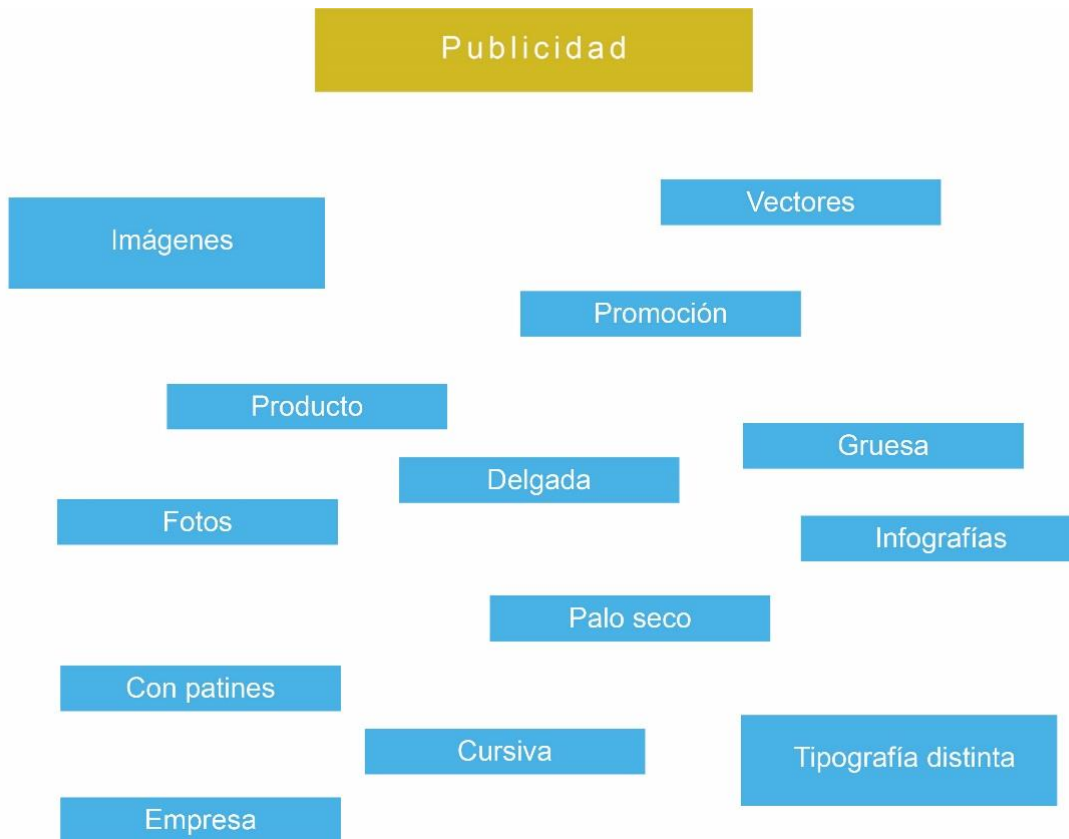 Publicidad
Vectores
Imágenes
Promoción
Producto
Gruesa
Delgada
Fotos
Infografías
Palo seco
Con patines
Cursiva
Tipografía distinta
Empresa